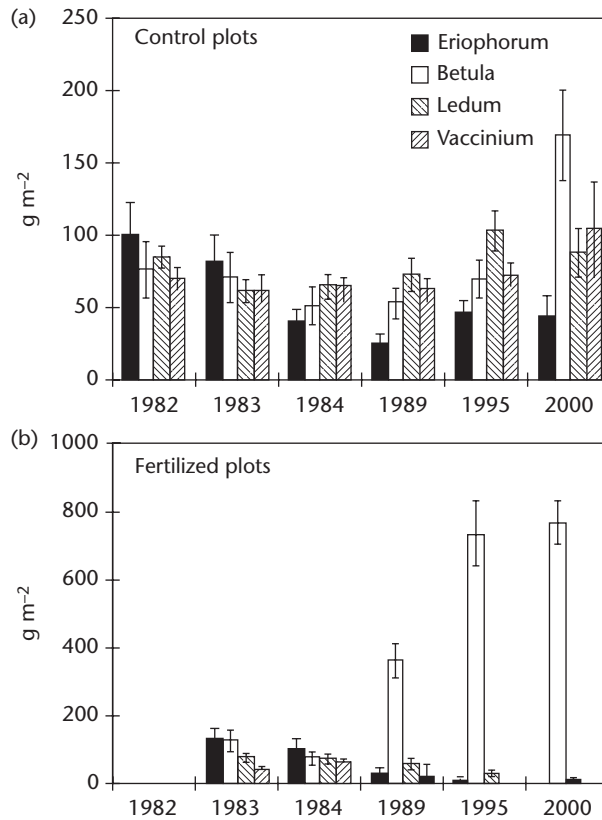 (a)
Control plots
Eriophorum
Betula
Ledum
Vaccinium
g m–2
250
200
150
100
50
0
1982 1983 1984 1989 1995 2000
(b)
Fertilized plots
g m–2
1000
800
600
400
200
0
1982 1983 1984 1989 1995 2000